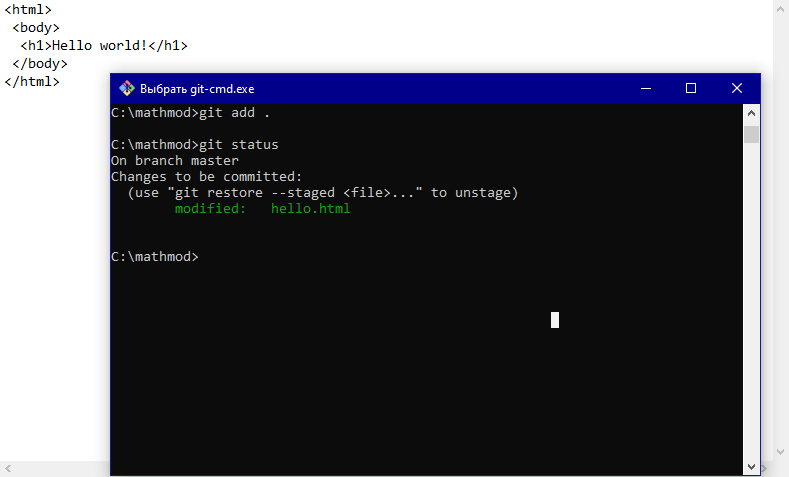 <html>
<body>
<h1>Hello world!</h1>
</body>
</html>
Выбрать git-cmd.exe
C:\mathmod>git add .
C:\mathmod>git status
On branch master
Changes to be committed:
(use "git restore --staged <file>..." to unstage)
modified:   hello.html
C:\mathmod>